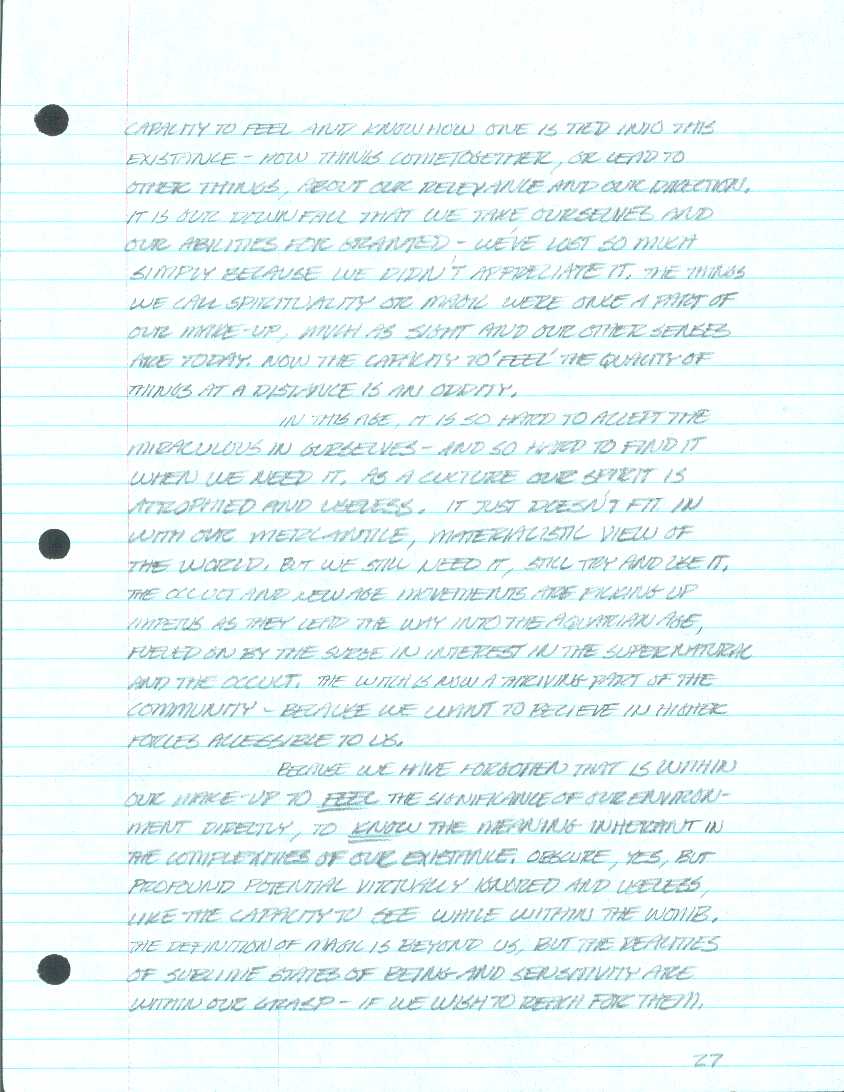 CAPACITY TO FEEL AND KNOW HOW ONE IS TIED INTO THIS
EXISTANCE - HOW THINGS COME TOGETHER, OR LEAD TO
OTHER THINGS, ABOUT OUR RELEVANCE AND OUR DIRECTION.
IT IS OUR DOWNFALL THAT WE TAKE OURSELVES AND
OUR ABILITIES FOR GRANTED - WE'VE LOST SO MUCH
SIMPLY BECAUSE WE DIDN'T APPRECIATE IT. THE THINGS
WE CALL SPIRITUALITY OR MAGIC WERE ONCE A PART OF
OUR MAKE-UP, MUCH AS SIGHT AND OUR OTHER SENSES
ARE TODAY. NOW THE CAPACITY TO 'FEEL' THE QUALITY OF
THINGS AT A DISTANCE IS AN ODDITY.
IN THIS AGE, IT IS SO HARD TO ACCEPT THE
MIRACULOUS IN OURSELVES - AND SO HARD TO FIND IT
WHEN WE NEED IT. AS A CULTURE OUR SPIRIT IS
ATROPHIED AND USELESS. IT JUST DOESN'T FIT IN
WITH OUR MERCANTILE, MATERIALISTIC VIEW OF
THE WORLD. BUT WE STILL NEED IT, STILL TRY AND USE IT.
THE OCCULT AND NEW AGE MOVEMENTS ARE PICKING UP
IMPETUS AS THEY LEAD THE WAY INTO THE AQUARIAN AGE,
FUELED ON BY THE SURGE IN INTEREST IN THE SUPERNATURAL
AND THE OCCULT. THE WITCH IS NOW A THRIVING PART OF THE
COMMUNITY - BECAUSE WE WANT TO BELIEVE IN HIGHER
FORCES ACCESSIBLE TO US.
BECAUSE WE HAVE FORGOTTEN THAT IS WITHIN
OUR MAKE-UP TO FEEL THE SIGNIFICANCE OF OUR ENVIRON-
MENT DIRECTLY, TO KNOW THE MEANING INHERANT IN
THE COMPLEXITIES OF OUR EXISTANCE. OBSCURE, YES, BUT
PROFOUND POTENTIAL VIRTUALLY IGNORED AND USELESS,
LIKE THE CAPACITY TO SEE WHILE WITHIN THE WOMB.
THE DEFINITION OF MAGIC IS BEYOND US, BUT THE REALITIES
OF SUBLIME STATES OF BEING AND SENSITIVITY ARE
WITHIN OUR GRASP - IF WE WISH TO REACH FOR THEM.
27